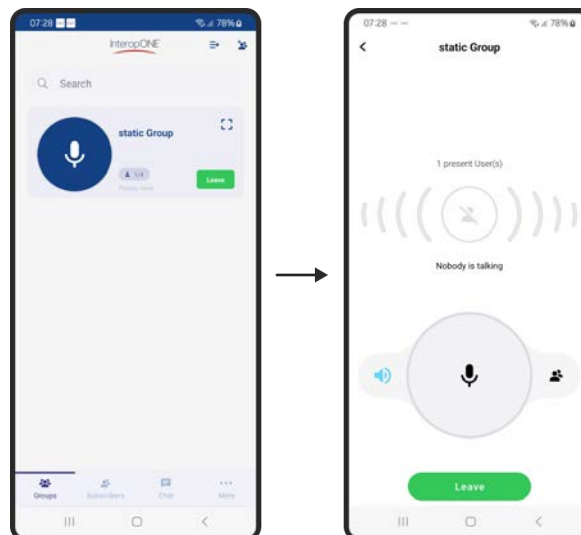 07:28
78%
InteropONE
Search
static Group
1/4
Leave
Groups
Subscribers
Chat
More
07:28
78%
static Group
1 present User(s)
Nobody is talking
Leave